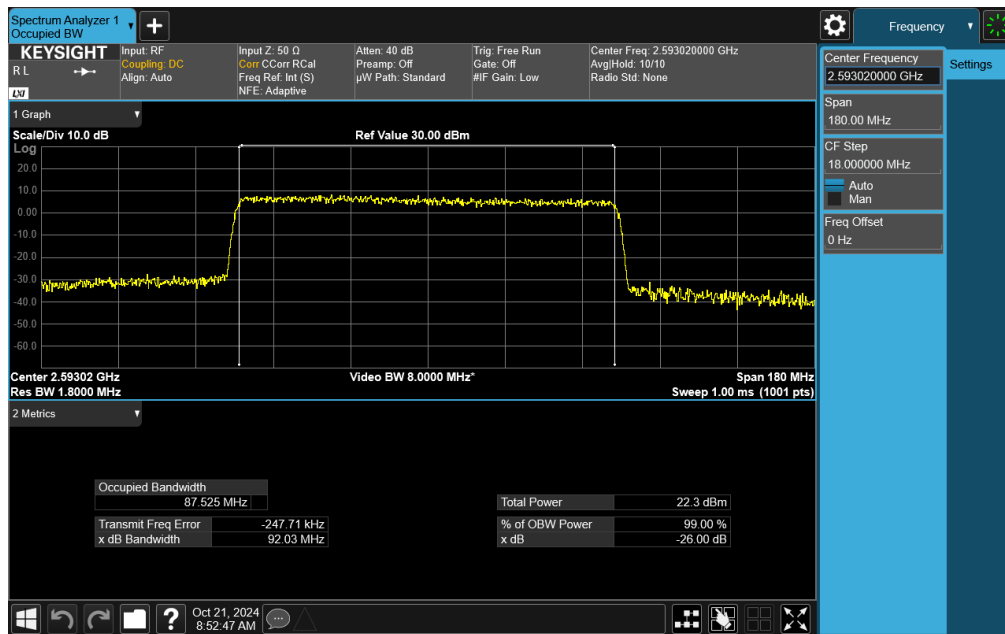 Spectrum Analyzer 1
Occupied BW
Frequency
KEYSIGHT
R L
LXI
Input: RF
Coupling: DC
Align: Auto
Input Z: 50 Ω
Corr CCorr RCal
Freq Ref: Int (S)
NFE: Adaptive
Atten: 40 dB
Preamp: Off
µW Path: Standard
Trig: Free Run
Gate: Off
#IF Gain: Low
Center Freq: 2.593020000 GHz
Avg|Hold: 10/10
Radio Std: None
Center Frequency
2.593020000 GHz
Settings
Span
180.00 MHz
CF Step
18.000000 MHz
Auto
Man
Freq Offset
0 Hz
1 Graph
Scale/Div 10.0 dB
Ref Value 30.00 dBm
Log
20.0
10.0
0.00
-10.0
-20.0
-30.0
-40.0
-50.0
-60.0
Center 2.59302 GHz
Video BW 8.0000 MHz*
Span 180 MHz
Res BW 1.8000 MHz
Sweep 1.00 ms (1001 pts)
2 Metrics
Occupied Bandwidth
87.525 MHz
Total Power 22.3 dBm
Transmit Freq Error -247.71 kHz
% of OBW Power 99.00 %
x dB Bandwidth 92.03 MHz
x dB -26.00 dB
Oct 21, 2024
8:52:47 AM